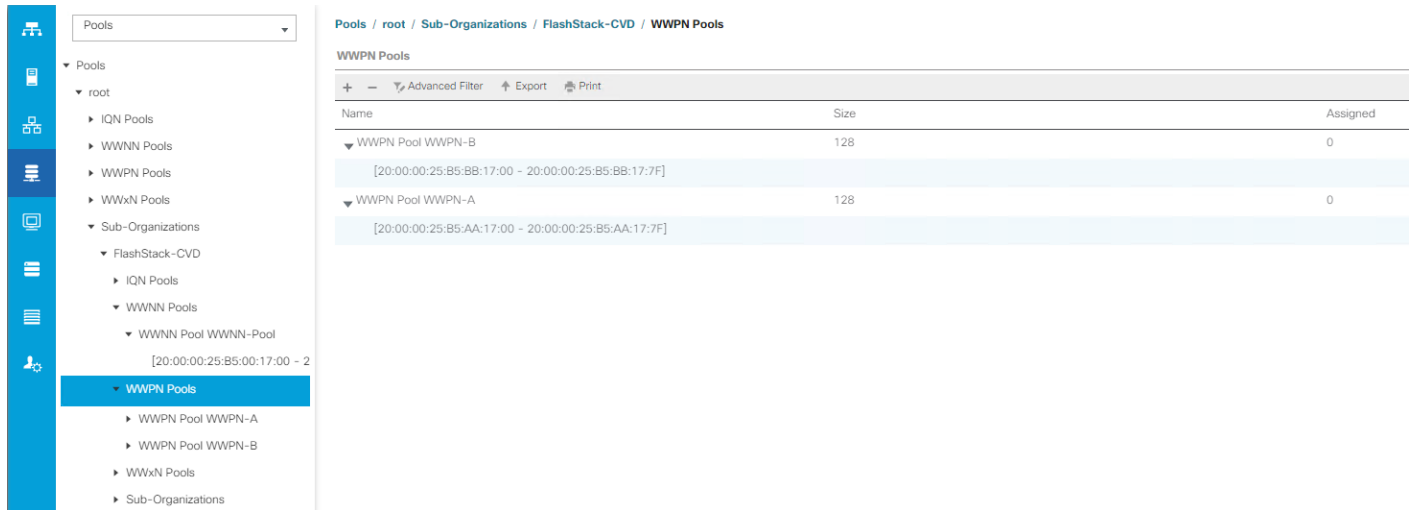 Pools
Pools
root
IQN Pools
WWNN Pools
WWPN Pools
WWxN Pools
Sub-Organizations
FlashStack-CVD
IQN Pools
WWNN Pools
WWNN Pool WWNN-Pool
[20:00:00:25:B5:00:17:00 - 2
WWPN Pools
WWPN Pool WWPN-A
WWPN Pool WWPN-B
WWxN Pools
Sub-Organizations
Pools / root / Sub-Organizations / FlashStack-CVD / WWPN Pools
WWPN Pools
+ − Advanced Filter Export Print
Name Size Assigned
WWPN Pool WWPN-B 128 0
[20:00:00:25:B5:BB:17:00 - 20:00:00:25:B5:BB:17:7F]
WWPN Pool WWPN-A 128 0
[20:00:00:25:B5:AA:17:00 - 20:00:00:25:B5:AA:17:7F]